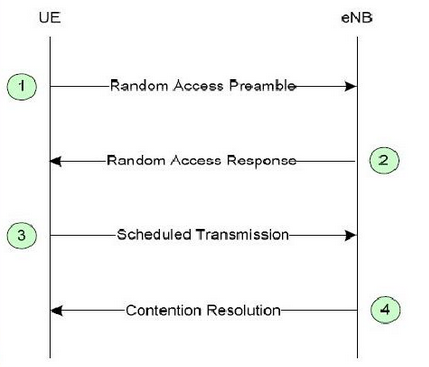 UE eNB
1 Random Access Preamble
Random Access Response 2
3 Scheduled Transmission
Contention Resolution 4